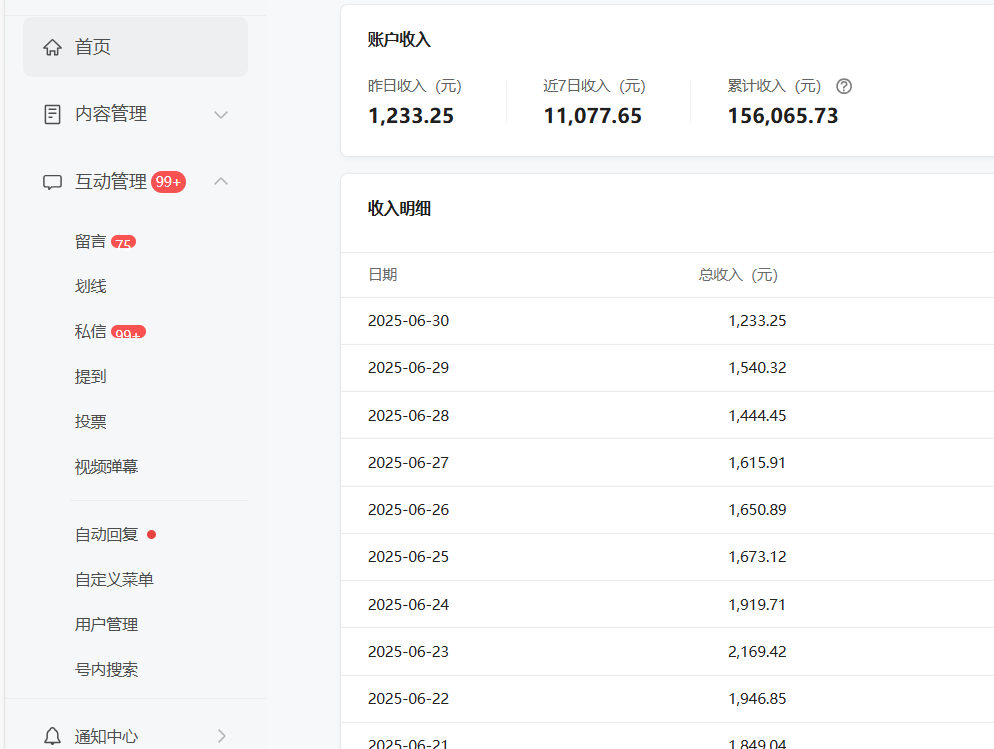 首页
内容管理
互动管理 99+
留言 75
划线
私信 99+
提到
投票
视频弹幕
自动回复
自定义菜单
用户管理
号内搜索
通知中心
账户收入
昨日收入 (元) 近7日收入 (元) 累计收入 (元) ?
1,233.25 11,077.65 156,065.73
收入明细
日期 总收入 (元)
2025-06-30 1,233.25
2025-06-29 1,540.32
2025-06-28 1,444.45
2025-06-27 1,615.91
2025-06-26 1,650.89
2025-06-25 1,673.12
2025-06-24 1,919.71
2025-06-23 2,169.42
2025-06-22 1,946.85
2025-06-21 1,849.04